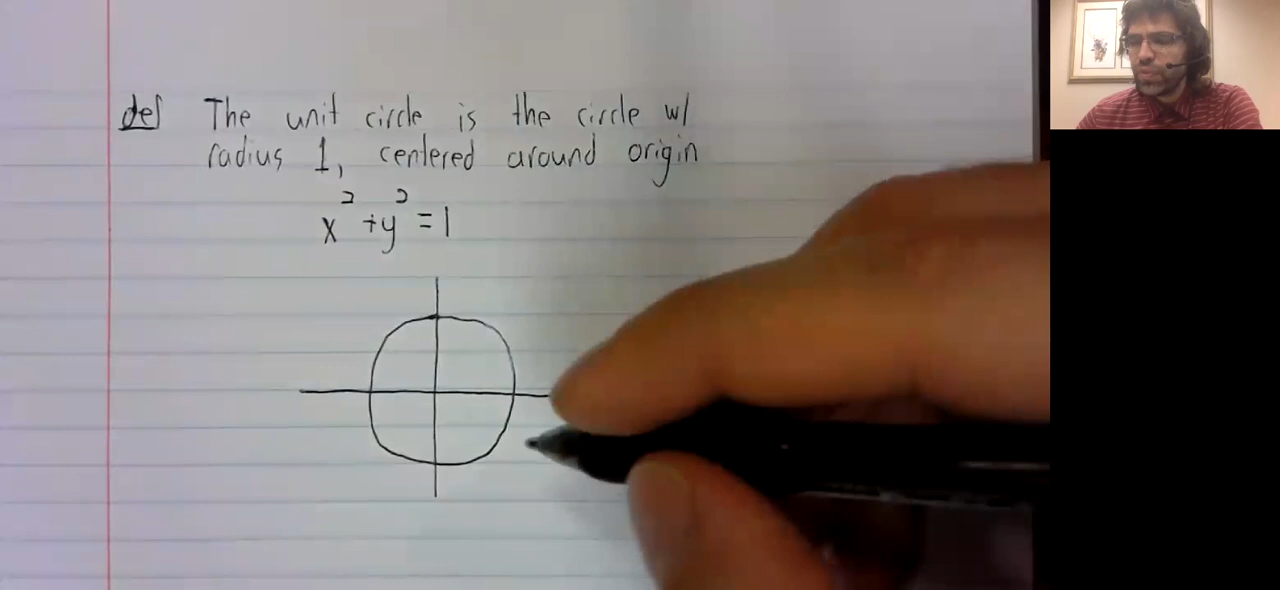 def The unit circle is the circle w/
radius 1, centered around origin
x² + y² = 1